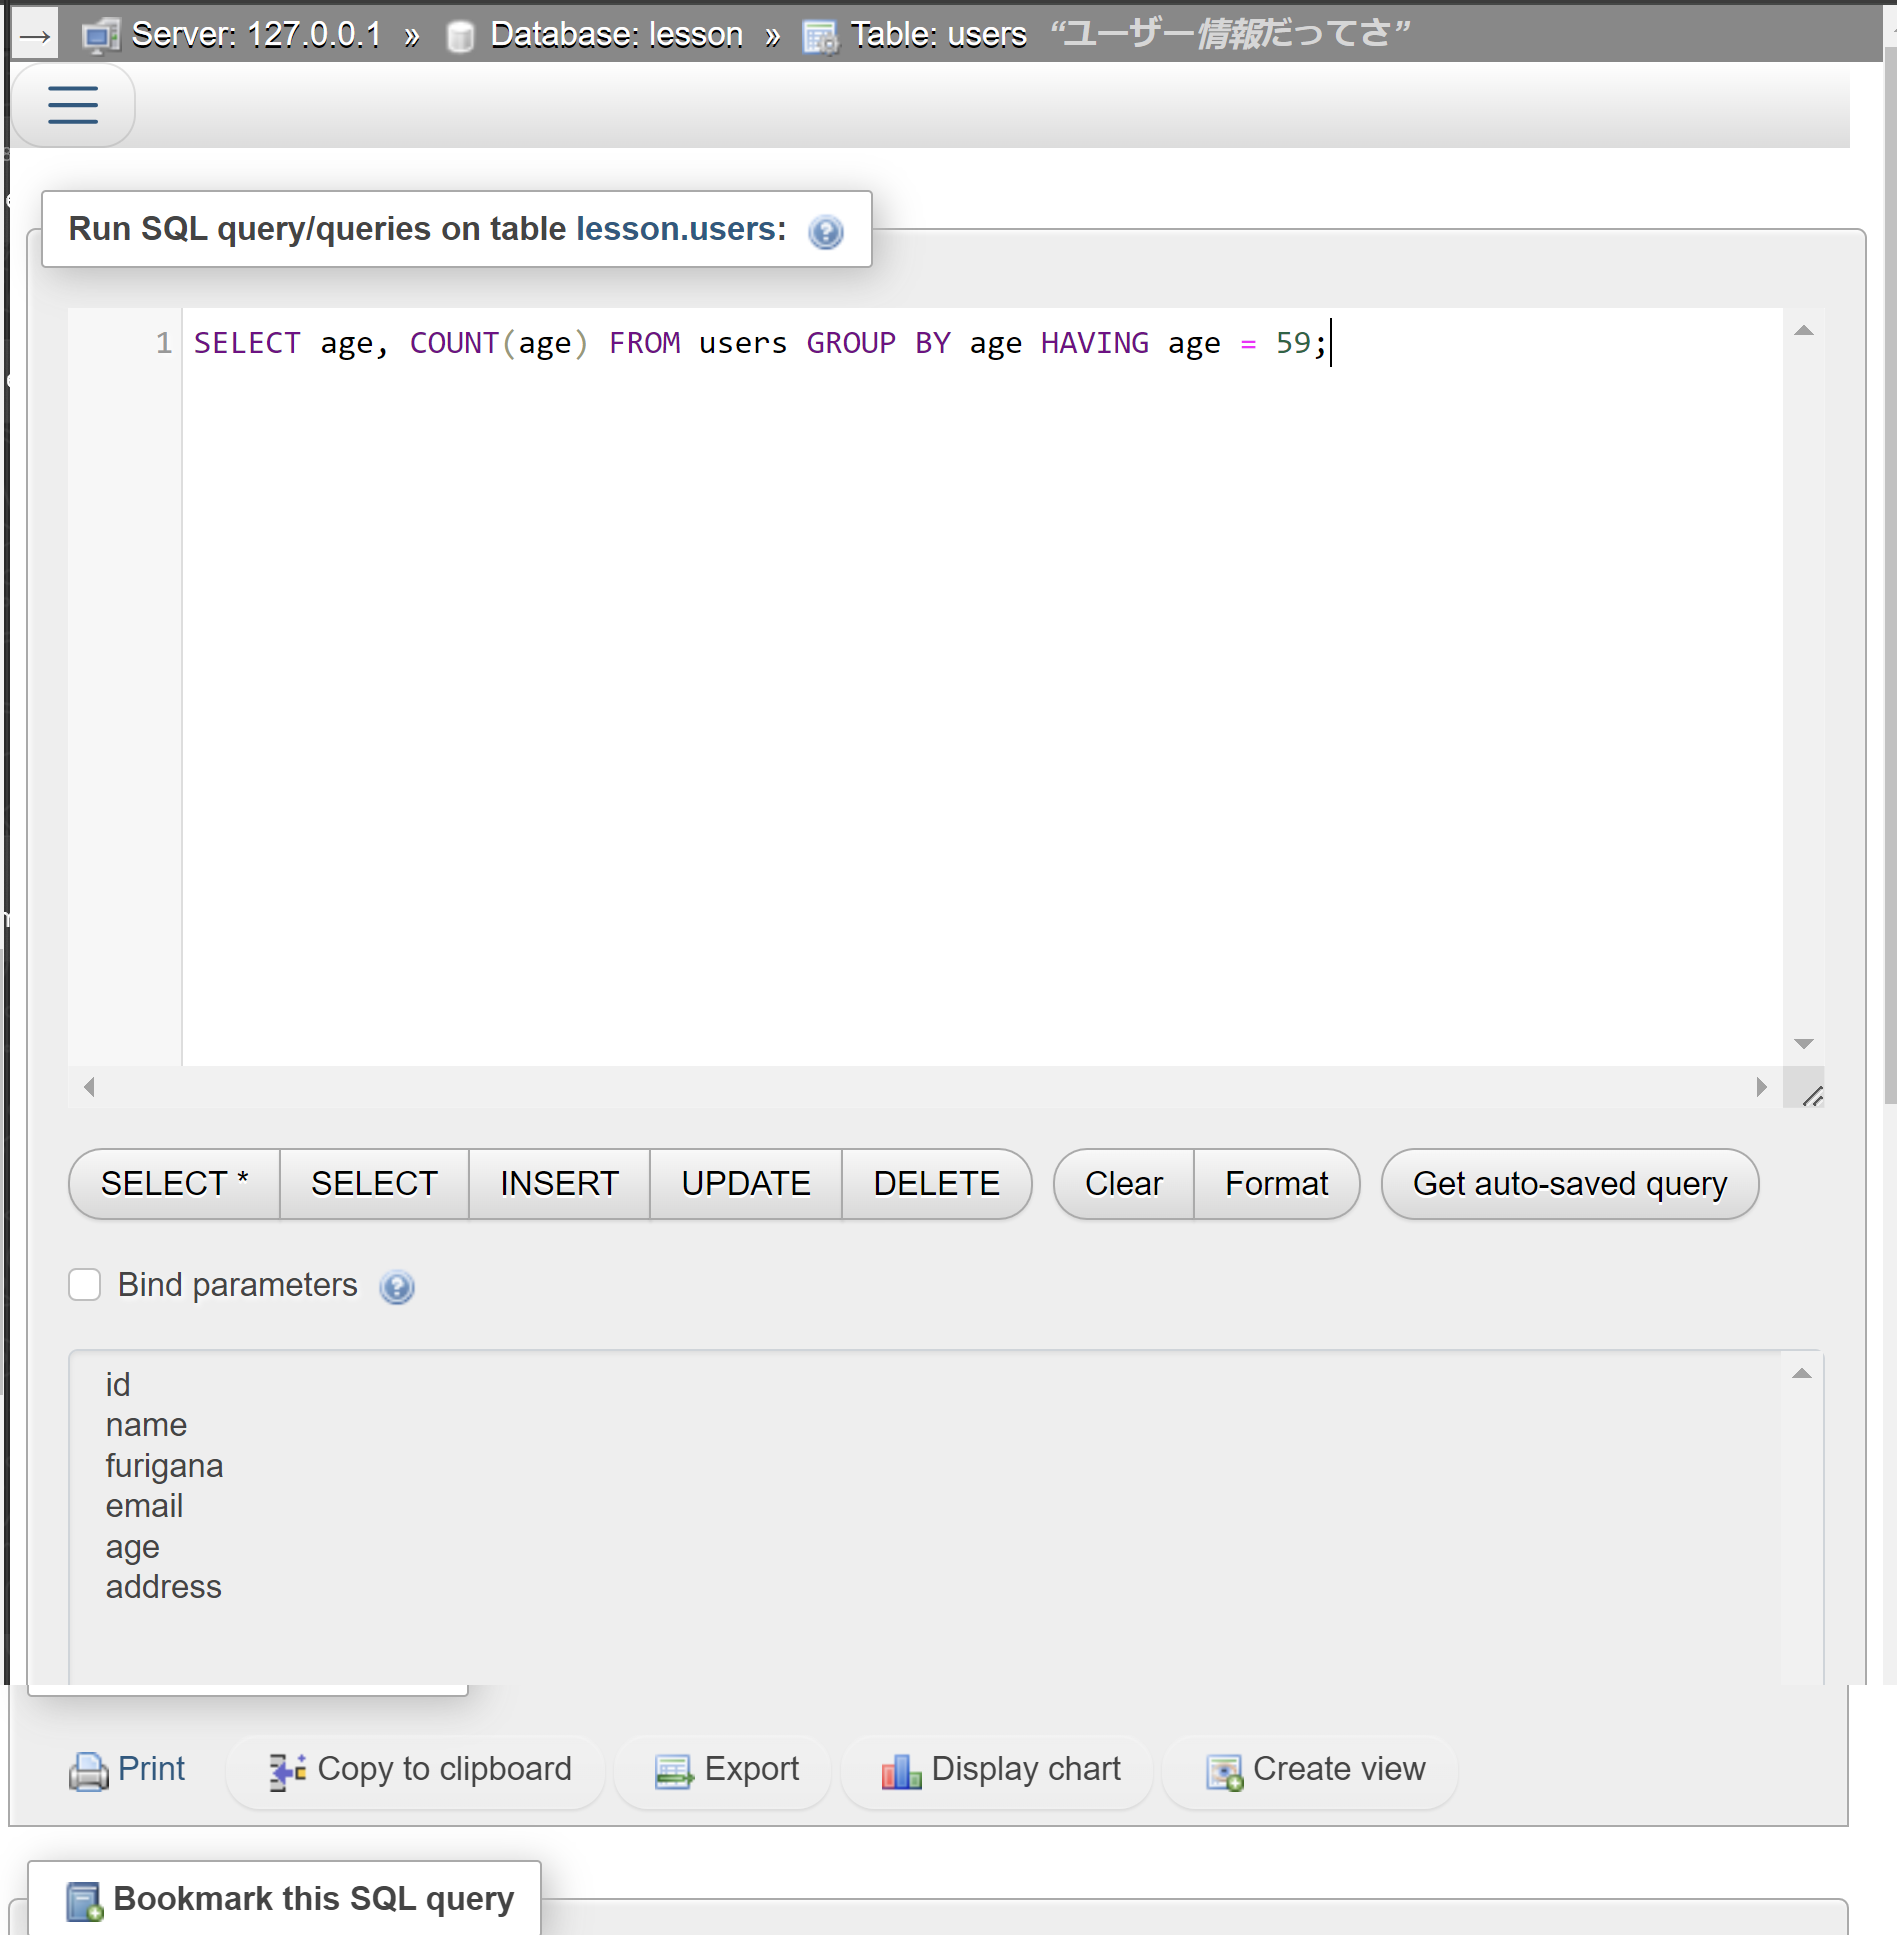 → Server: 127.0.0.1 » Database: lesson » Table: users “ユーザー情報だってさ”
Run SQL query/queries on table lesson.users:
1 SELECT age, COUNT(age) FROM users GROUP BY age HAVING age = 59;
SELECT * SELECT INSERT UPDATE DELETE Clear Format Get auto-saved query
Bind parameters
id
name
furigana
email
age
address
Print Copy to clipboard Export Display chart Create view
Bookmark this SQL query